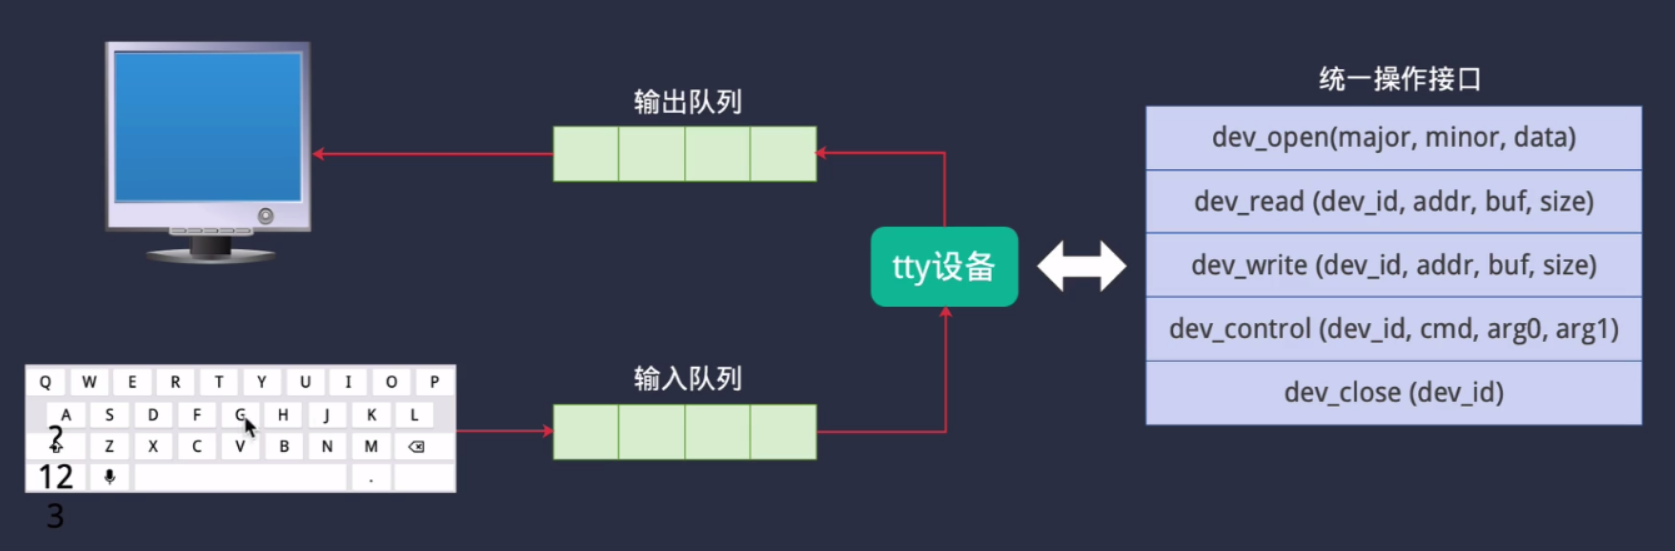 输出队列
统一操作接口
dev_open(major, minor, data)
dev_read (dev_id, addr, buf, size)
dev_write (dev_id, addr, buf, size)
dev_control (dev_id, cmd, arg0, arg1)
dev_close (dev_id)
tty设备
输入队列
Q W E R T Y U I O P
A S D F G H J K L
? Z X C V B N M
12 .
3